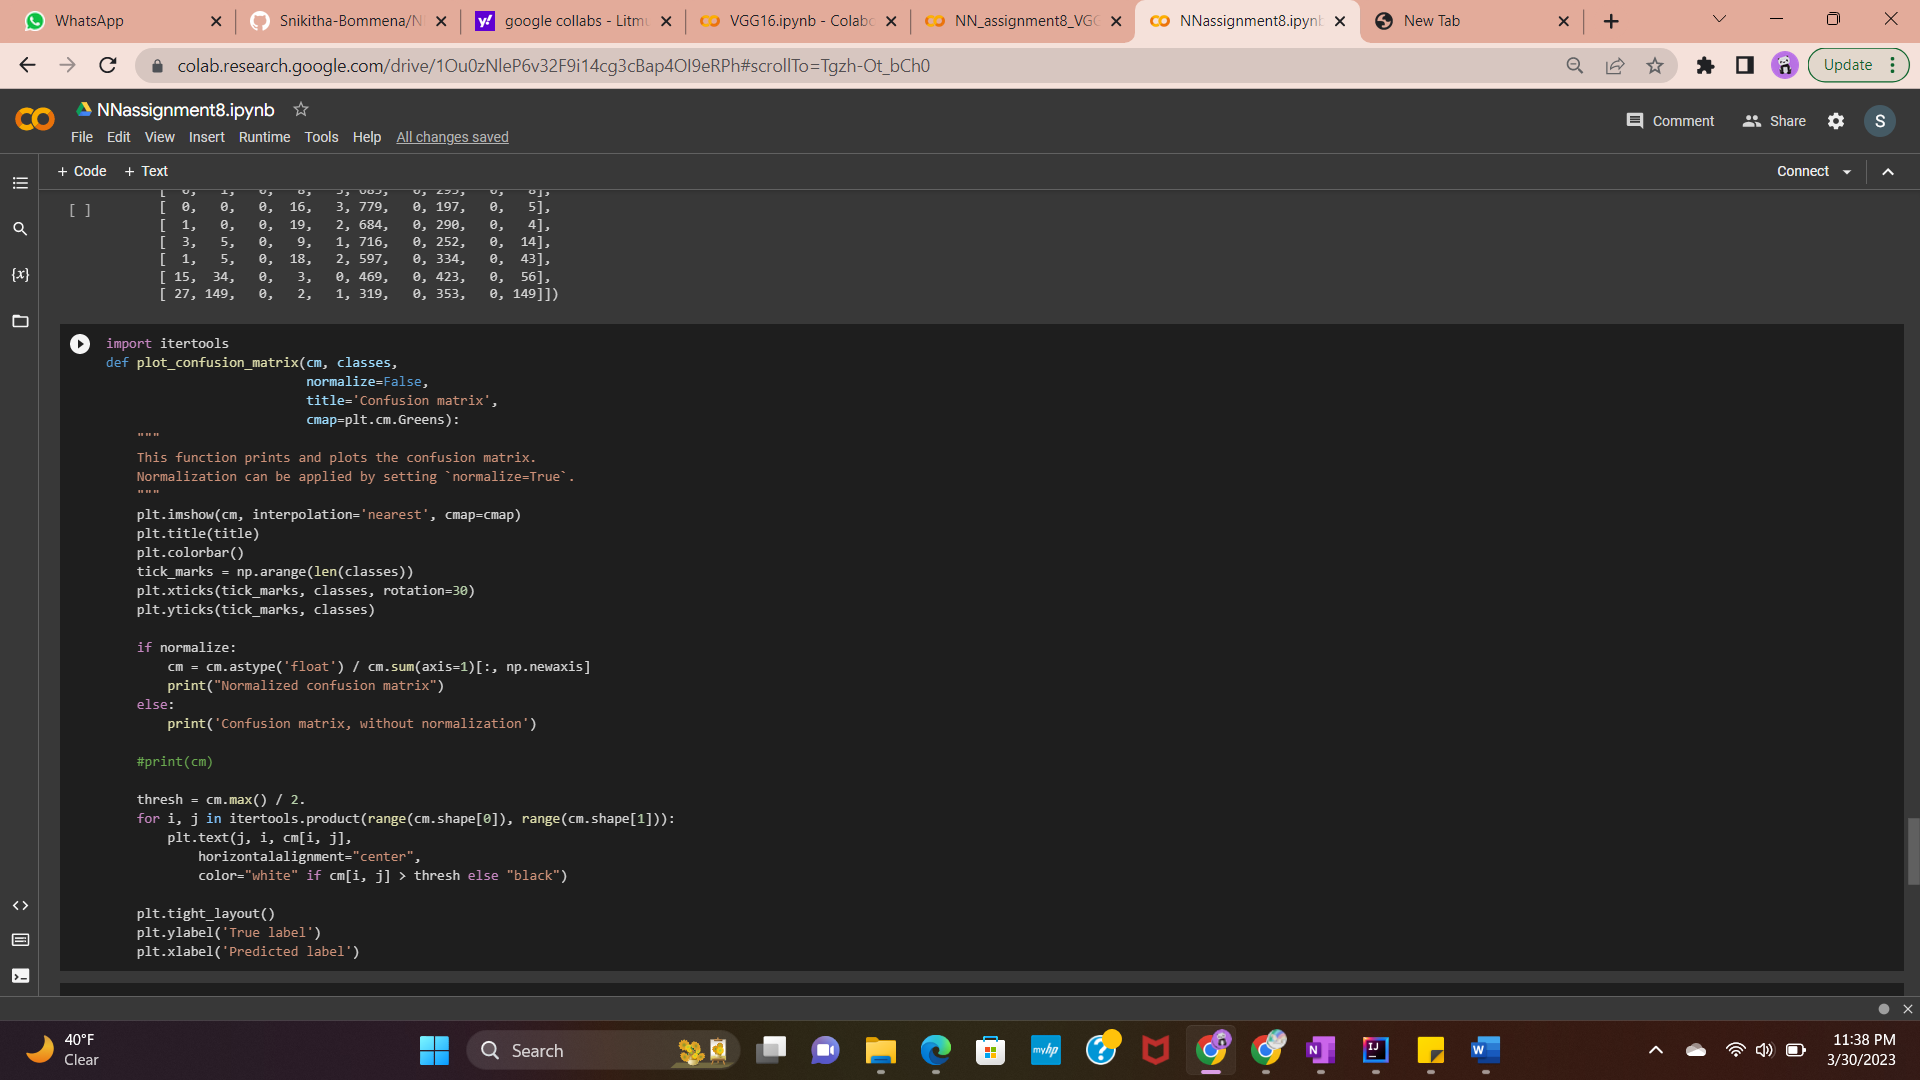 WhatsApp
Snikitha-Bommena/N
google collabs - Litm
VGG16.ipynb - Colab
NN_assignment8_VGG
NNassignment8.ipynb
New Tab
colab.research.google.com/drive/1Ou0zNleP6v32F9i14cg3cBap4OI9eRPh#scrollTo=Tgzh-Ot_bCh0
Update
NNassignment8.ipynb
File Edit View Insert Runtime Tools Help All changes saved
Comment
Share
S
+ Code + Text
Connect
[ ]
[ 0, 0, 0, 16, 3, 779, 0, 197, 0, 5],
[ 1, 0, 0, 19, 2, 684, 0, 290, 0, 4],
[ 3, 5, 0, 9, 1, 716, 0, 252, 0, 14],
[ 1, 5, 0, 18, 2, 597, 0, 334, 0, 43],
[ 15, 34, 0, 3, 0, 469, 0, 423, 0, 56],
[ 27, 149, 0, 2, 1, 319, 0, 353, 0, 149]])
{x}
import itertools
def plot_confusion_matrix(cm, classes,
normalize=False,
title='Confusion matrix',
cmap=plt.cm.Greens):
"""
This function prints and plots the confusion matrix.
Normalization can be applied by setting `normalize=True`.
"""
plt.imshow(cm, interpolation='nearest', cmap=cmap)
plt.title(title)
plt.colorbar()
tick_marks = np.arange(len(classes))
plt.xticks(tick_marks, classes, rotation=30)
plt.yticks(tick_marks, classes)
if normalize:
cm = cm.astype('float') / cm.sum(axis=1)[:, np.newaxis]
print("Normalized confusion matrix")
else:
print('Confusion matrix, without normalization')
#print(cm)
thresh = cm.max() / 2.
for i, j in itertools.product(range(cm.shape[0]), range(cm.shape[1])):
plt.text(j, i, cm[i, j],
horizontalalignment="center",
color="white" if cm[i, j] > thresh else "black")
plt.tight_layout()
plt.ylabel('True label')
plt.xlabel('Predicted label')
40°F
Clear
Search
myhp
11:38 PM
3/30/2023